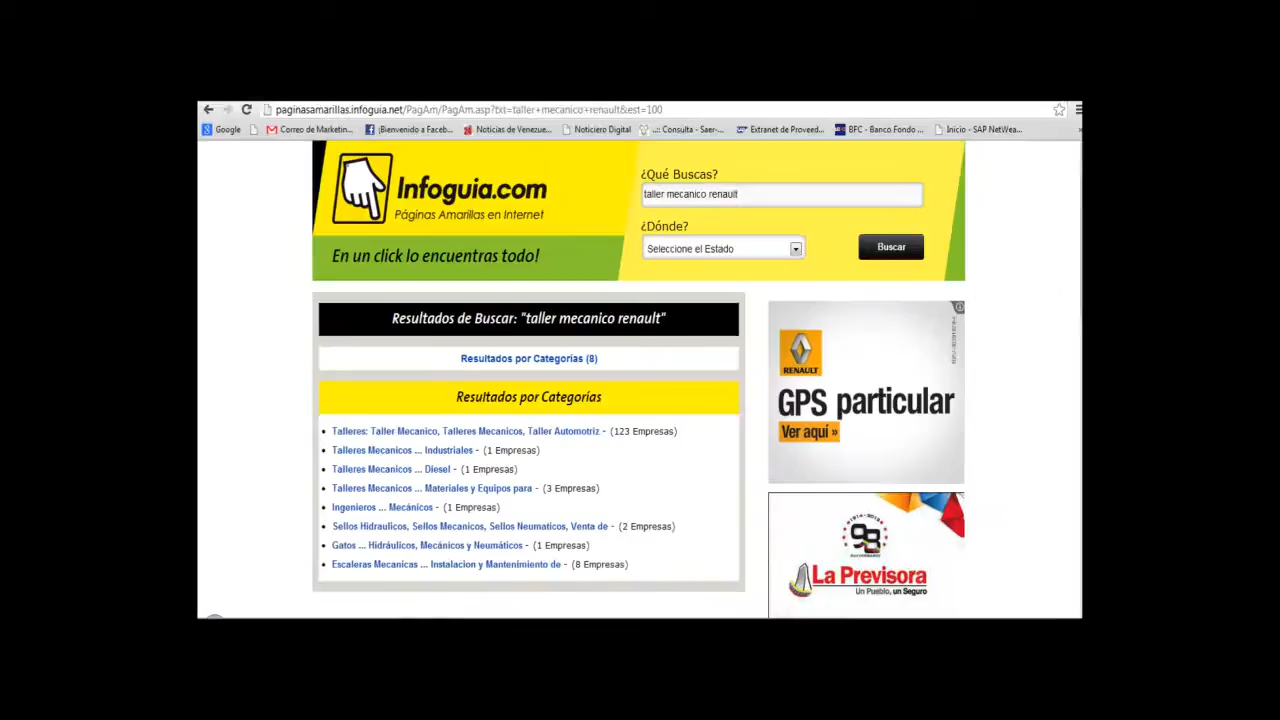 paginasamarillas.infoguia.net/PagAm/PagAm.asp?txt=taller+mecanico+renault&est=100
Google Correo de Marketin... ¡Bienvenido a Faceb... Noticias de Venezue... Noticiero Digital ..:: Consulta - Saer-... Extranet de Proveed... BFC - Banco Fondo ... Inicio - SAP NetWea... »
Infoguia.com
Páginas Amarillas en Internet
En un click lo encuentras todo!
¿Qué Buscas?
taller mecanico renault
¿Dónde?
Seleccione el Estado
Buscar
Resultados de Buscar: "taller mecanico renault"
Resultados por Categorías (8)
Resultados por Categorías
Talleres: Taller Mecanico, Talleres Mecanicos, Taller Automotriz - (123 Empresas)
Talleres Mecanicos ... Industriales - (1 Empresas)
Talleres Mecanicos ... Diesel - (1 Empresas)
Talleres Mecanicos ... Materiales y Equipos para - (3 Empresas)
Ingenieros ... Mecánicos - (1 Empresas)
Sellos Hidraulicos, Sellos Mecanicos, Sellos Neumaticos, Venta de - (2 Empresas)
Gatos ... Hidráulicos, Mecánicos y Neumáticos - (1 Empresas)
Escaleras Mecanicas ... Instalacion y Mantenimiento de - (8 Empresas)
RENAULT
GPS particular
Ver aquí »
98
ANIVERSARIO
La Previsora
Un Pueblo, un Seguro